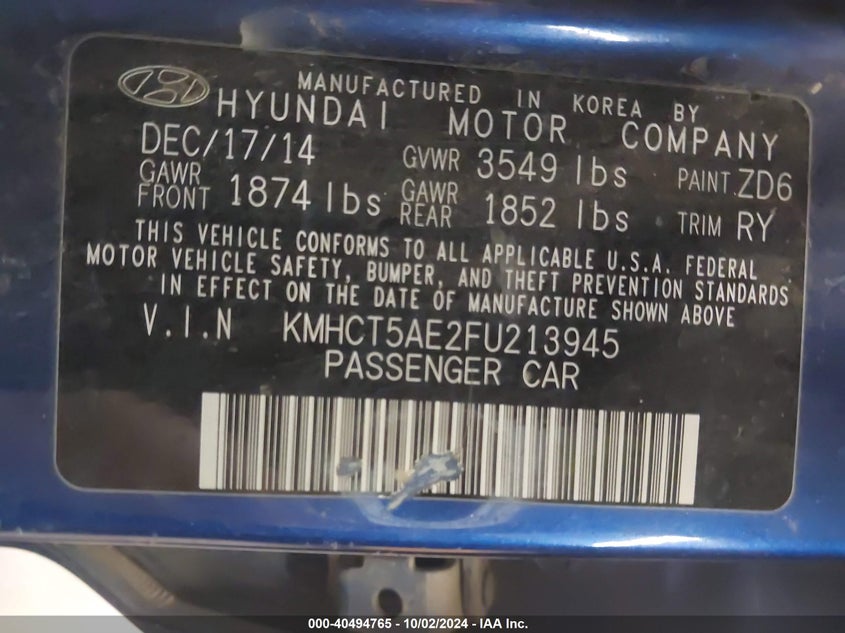 MANUFACTURED IN KOREA BY
HYUNDAI MOTOR COMPANY
DEC/17/14 GVWR 3549 lbs PAINT ZD6
GAWR FRONT 1874 lbs GAWR REAR 1852 lbs TRIM RY
THIS VEHICLE CONFORMS TO ALL APPLICABLE U.S.A. FEDERAL
MOTOR VEHICLE SAFETY, BUMPER, AND THEFT PREVENTION STANDARDS
IN EFFECT ON THE DATE OF MANUFACTURE SHOWN ABOVE
V.I.N KMHCT5AE2FU213945
PASSENGER CAR
000-40494765 - 10/02/2024 - IAA Inc.